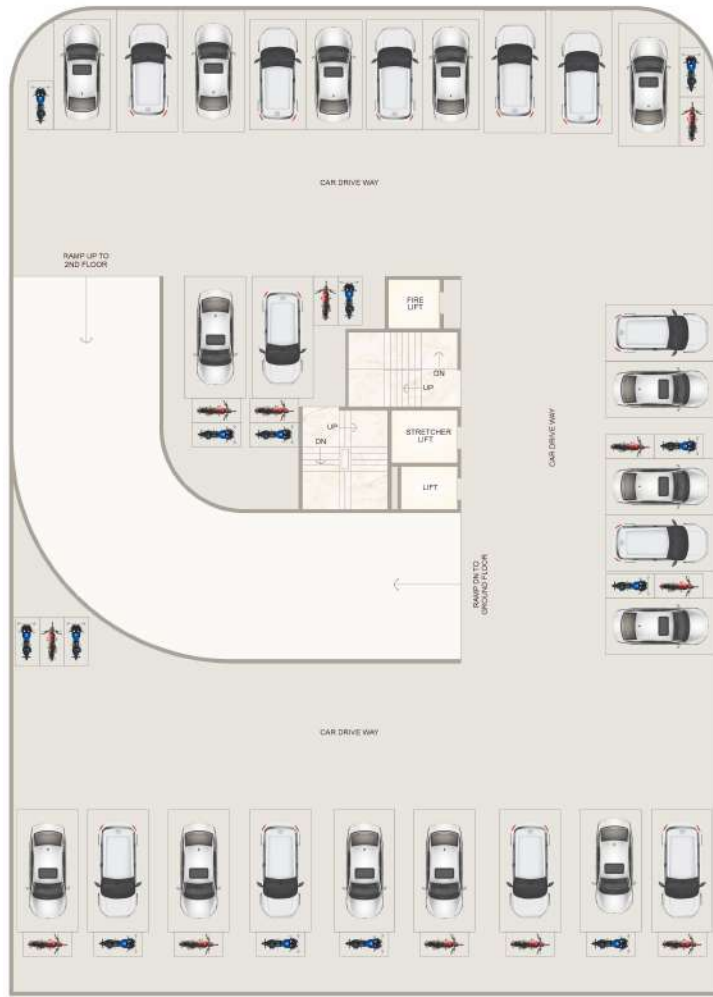 CAR DRIVE WAY
RAMP UP TO
2ND FLOOR
FIRE
LIFT
DN
UP
UP
DN
STRETCHER
LIFT
LIFT
CAR DRIVE WAY
RAMP DN TO
GROUND FLOOR
CAR DRIVE WAY